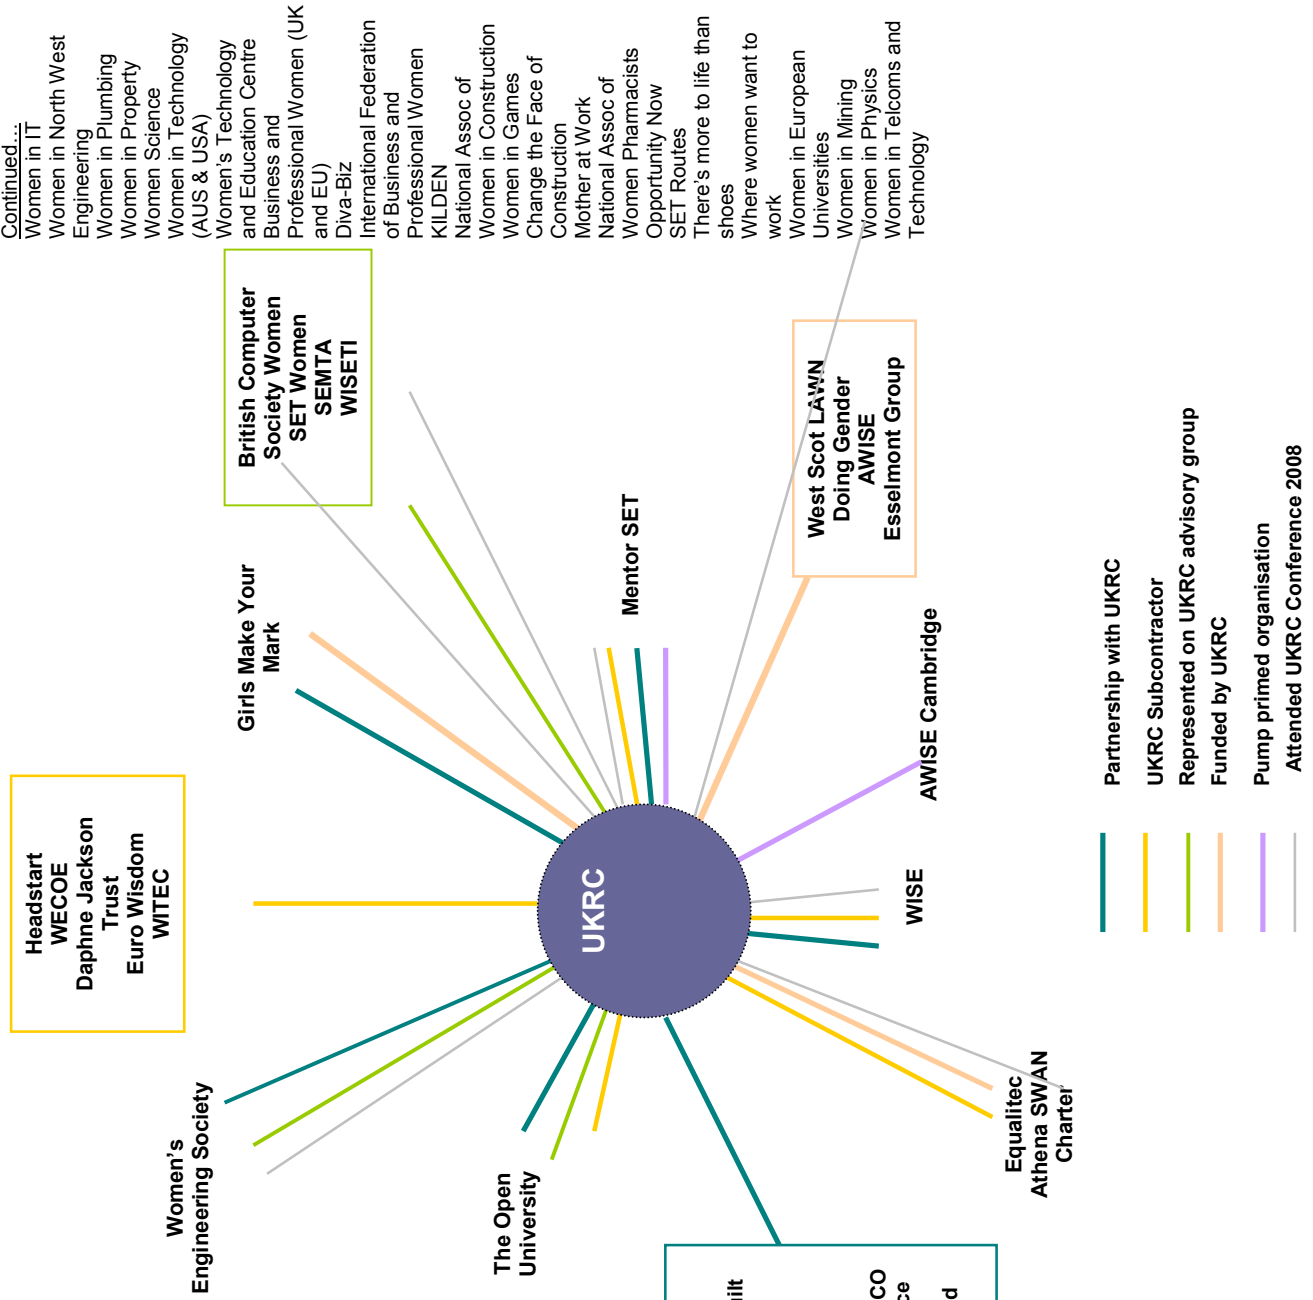 Continued…
Women in IT
Women in North West
Engineering
Women in Plumbing
Women in Property
Women Science
Women in Technology
(AUS & USA)
Women's Technology
and Education Centre
Business and
Professional Women (UK
and EU)
Diva-Biz
International Federation
of Business and
Professional Women
KILDEN
National Assoc of
Women in Construction
Women in Games
Change the Face of
Construction
Mother at Work
National Assoc of
Women Pharmacists
Opportunity Now
SET Routes
There's more to life than
shoes
Where women want to
work
Women in European
Universities
Women in Mining
Women in Physics
Women in Telcoms and
Technology
British Computer
Society Women
SET Women
SEMTA
WISETI
West Scot LAWN
Doing Gender
AWISE
Esselmont Group
Girls Make Your
Mark
Mentor SET
AWISE Cambridge
Headstart
WECOE
Daphne Jackson
Trust
Euro Wisdom
WITEC
UKRC
WISE
Women's
Engineering Society
The Open
University
Equalitec
Athena SWAN
Charter
Partnership with UKRC
UKRC Subcontractor
Represented on UKRC advisory group
Funded by UKRC
Pump primed organisation
Attended UKRC Conference 2008